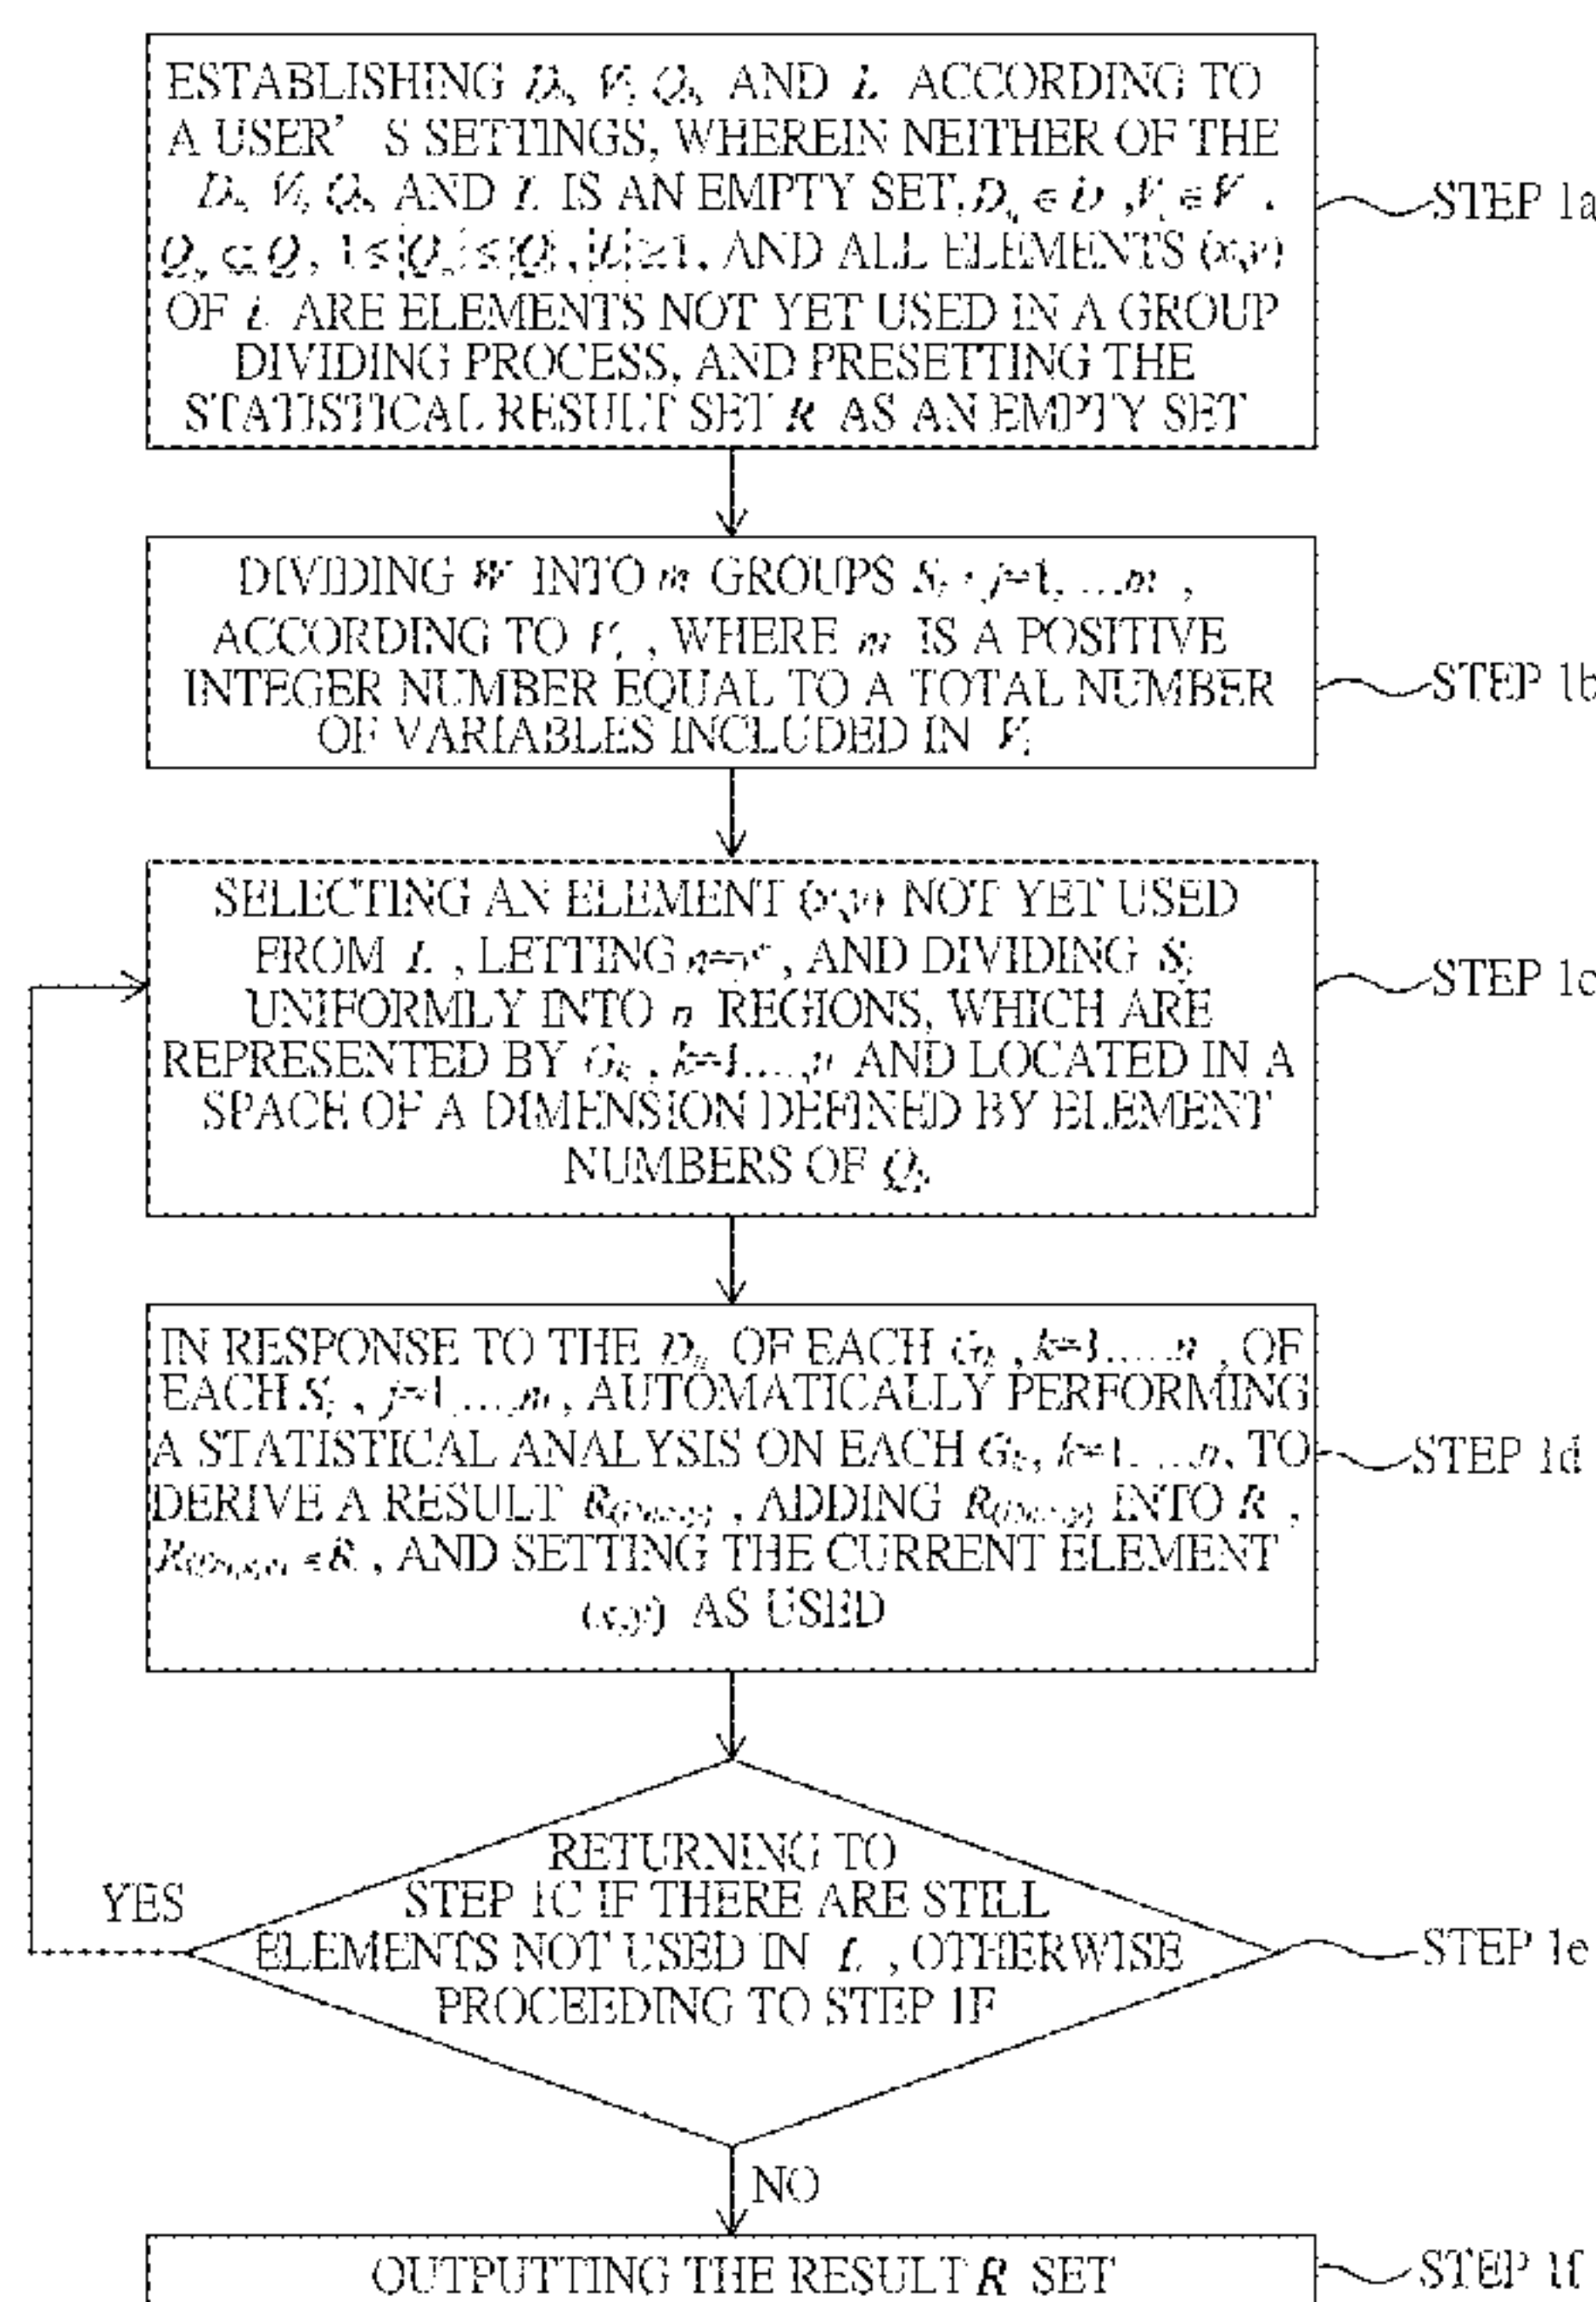 ESTABLISHING AND L ACCORDING TO
A USER' S SETTINGS, WHEREIN NEITHER OF THE
AND L IS AN EMPTY SET,
AND ALL ELEMENTS (x,y)
OF L ARE ELEMENTS NOT YET USED IN A GROUP
DIVIDING PROCESS, AND PRESETTING THE
STATISTICAL RESULT SET R AS AN EMPTY SET
STEP 1a
DIVIDING W INTO m GROUPS j=1, ...m ,
ACCORDING TO , WHERE m IS A POSITIVE
INTEGER NUMBER EQUAL TO A TOTAL NUMBER
OF VARIABLES INCLUDED IN
STEP 1b
SELECTING AN ELEMENT (x,y) NOT YET USED
FROM L , LETTING , AND DIVIDING
UNIFORMLY INTO n REGIONS, WHICH ARE
REPRESENTED BY AND LOCATED IN A
SPACE OF A DIMENSION DEFINED BY ELEMENT
NUMBERS OF
STEP 1c
IN RESPONSE TO THE OF EACH , OF
EACH , AUTOMATICALLY PERFORMING
A STATISTICAL ANALYSIS ON EACH TO
DERIVE A RESULT , ADDING INTO R ,
, AND SETTING THE CURRENT ELEMENT
(x,y) AS USED
STEP 1d
RETURNING TO
STEP 1C IF THERE ARE STILL
ELEMENTS NOT USED IN L , OTHERWISE
PROCEEDING TO STEP 1F
YES
STEP 1e
NO
OUTPUTTING THE RESULT R SET
STEP 1f